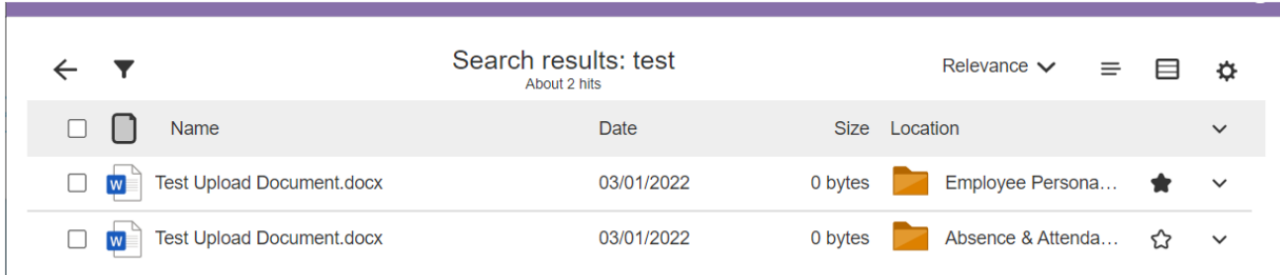 Search results: test
About 2 hits
Relevance
Name Date Size Location
Test Upload Document.docx 03/01/2022 0 bytes Employee Persona...
Test Upload Document.docx 03/01/2022 0 bytes Absence & Attenda...